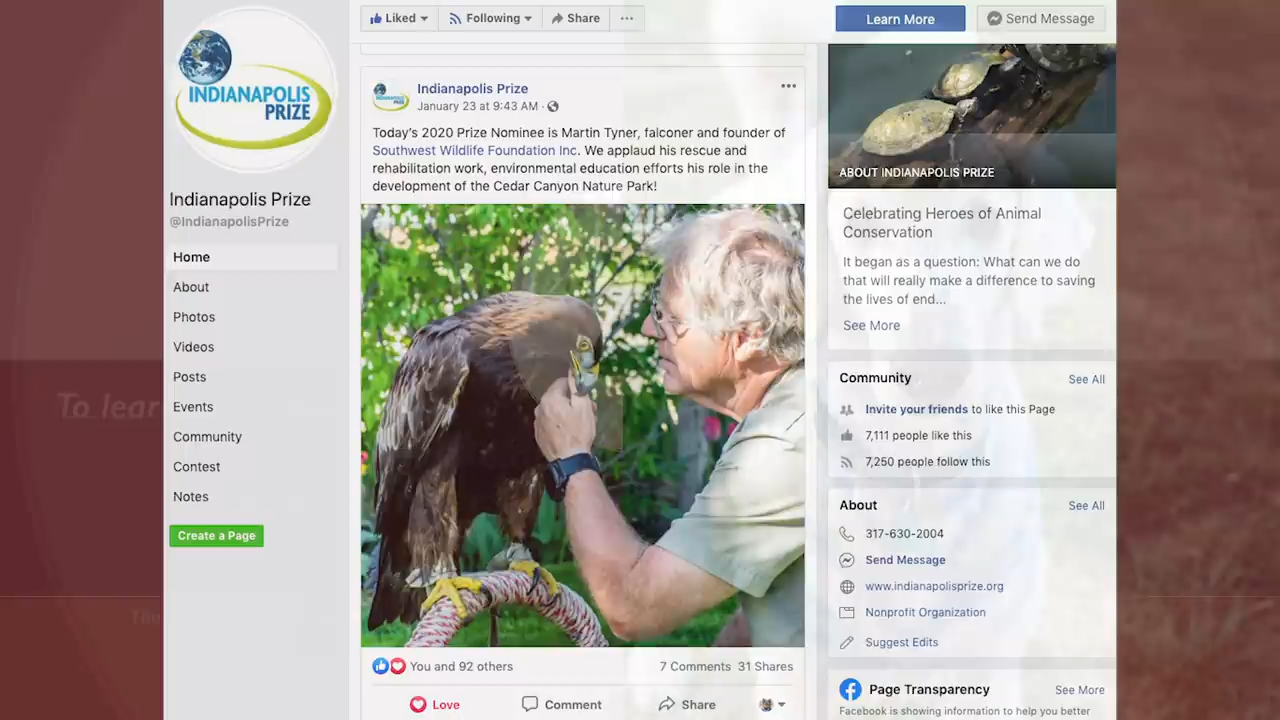 INDIANAPOLIS
PRIZE
Indianapolis Prize
@IndianapolisPrize
Home
About
Photos
Videos
Posts
Events
Community
Contest
Notes
Create a Page
To lear
Thu
Liked
Following
Share
...
Learn More
Send Message
INDIANAPOLIS
PRIZE
Indianapolis Prize
January 23 at 9:43 AM ·
Today's 2020 Prize Nominee is Martin Tyner, falconer and founder of
Southwest Wildlife Foundation Inc. We applaud his rescue and
rehabilitation work, environmental education efforts his role in the
development of the Cedar Canyon Nature Park!
You and 92 others
7 Comments 31 Shares
Love
Comment
Share
ABOUT INDIANAPOLIS PRIZE
Celebrating Heroes of Animal
Conservation
It began as a question: What can we do
that will really make a difference to saving
the lives of end...
See More
Community
See All
Invite your friends to like this Page
7,111 people like this
7,250 people follow this
About
See All
317-630-2004
Send Message
www.indianapolisprize.org
Nonprofit Organization
Suggest Edits
Page Transparency
See More
Facebook is showing information to help you better